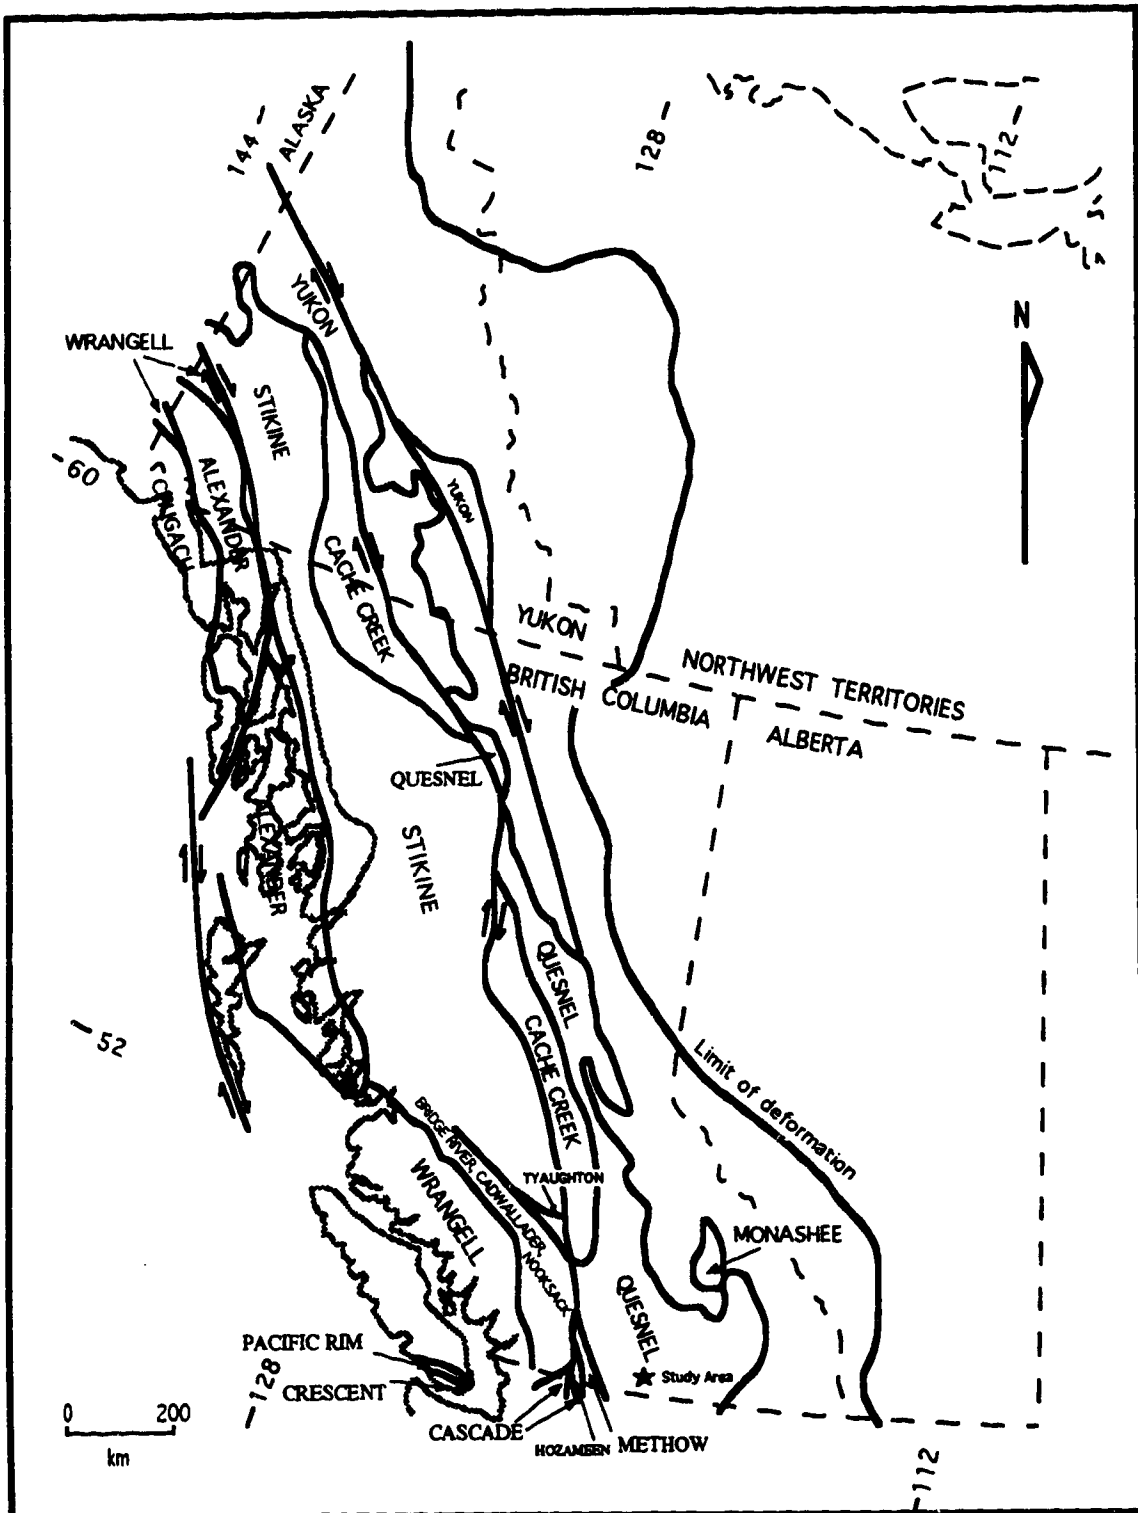 144
ALASKA
128
112
YUKON
N
WRANGELL
STIKINE
60
ALEXANDER
CHUGACH
YUKON
CACHE CREEK
YUKON
NORTHWEST TERRITORIES
BRITISH COLUMBIA
ALBERTA
QUESNEL
ALEXANDER
STIKINE
QUESNEL
52
CACHE CREEK
Limit of deformation
BRIDGE RIVER, CADWALLADER, NOOKSACK
WRANGELL
TYAUGHTON
MONASHEE
QUESNEL
PACIFIC RIM
CRESCENT
128
Study Area
0 200
km
CASCADE
HOZAMEEN
METHOW
112